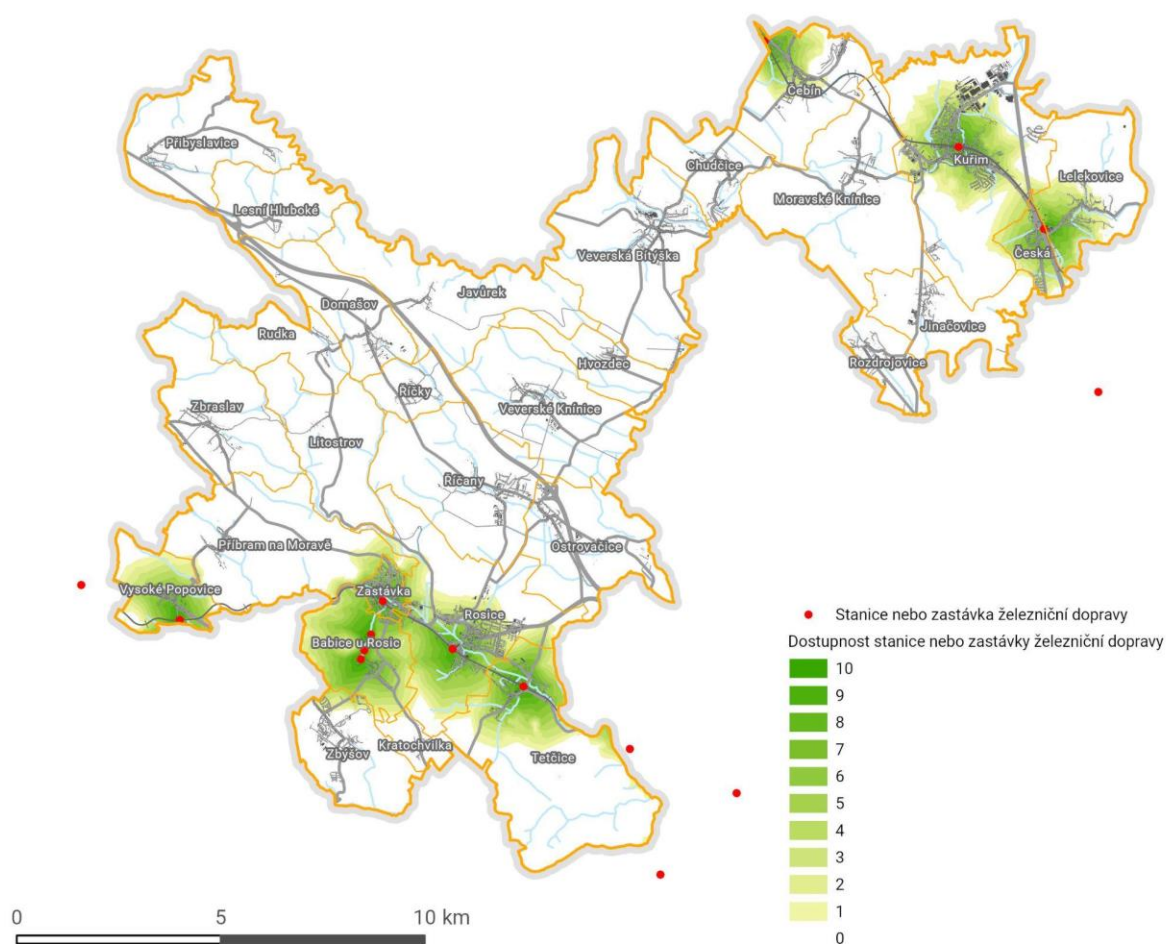 Čebín
Přibyslavice
Chudčice
Kuřim
Lelekovice
Moravské Knínice
Lesní Hluboké
Veverská Bítýška
Česká
Javůrek
Domašov
Rudka
Jinačovice
Hvozdec
Rozdrojovice
Říčky
Veverské Knínice
Zbraslav
Litostrov
Říčany
Příbram na Moravě
Ostrovačice
Vysoké Popovice
Zastávka
Rosice
Babice u Rosic
Zbýšov
Kratochvilka
Tetčice
Stanice nebo zastávka železniční dopravy
Dostupnost stanice nebo zastávky železniční dopravy
10
9
8
7
6
5
4
3
2
1
0
0 5 10 km